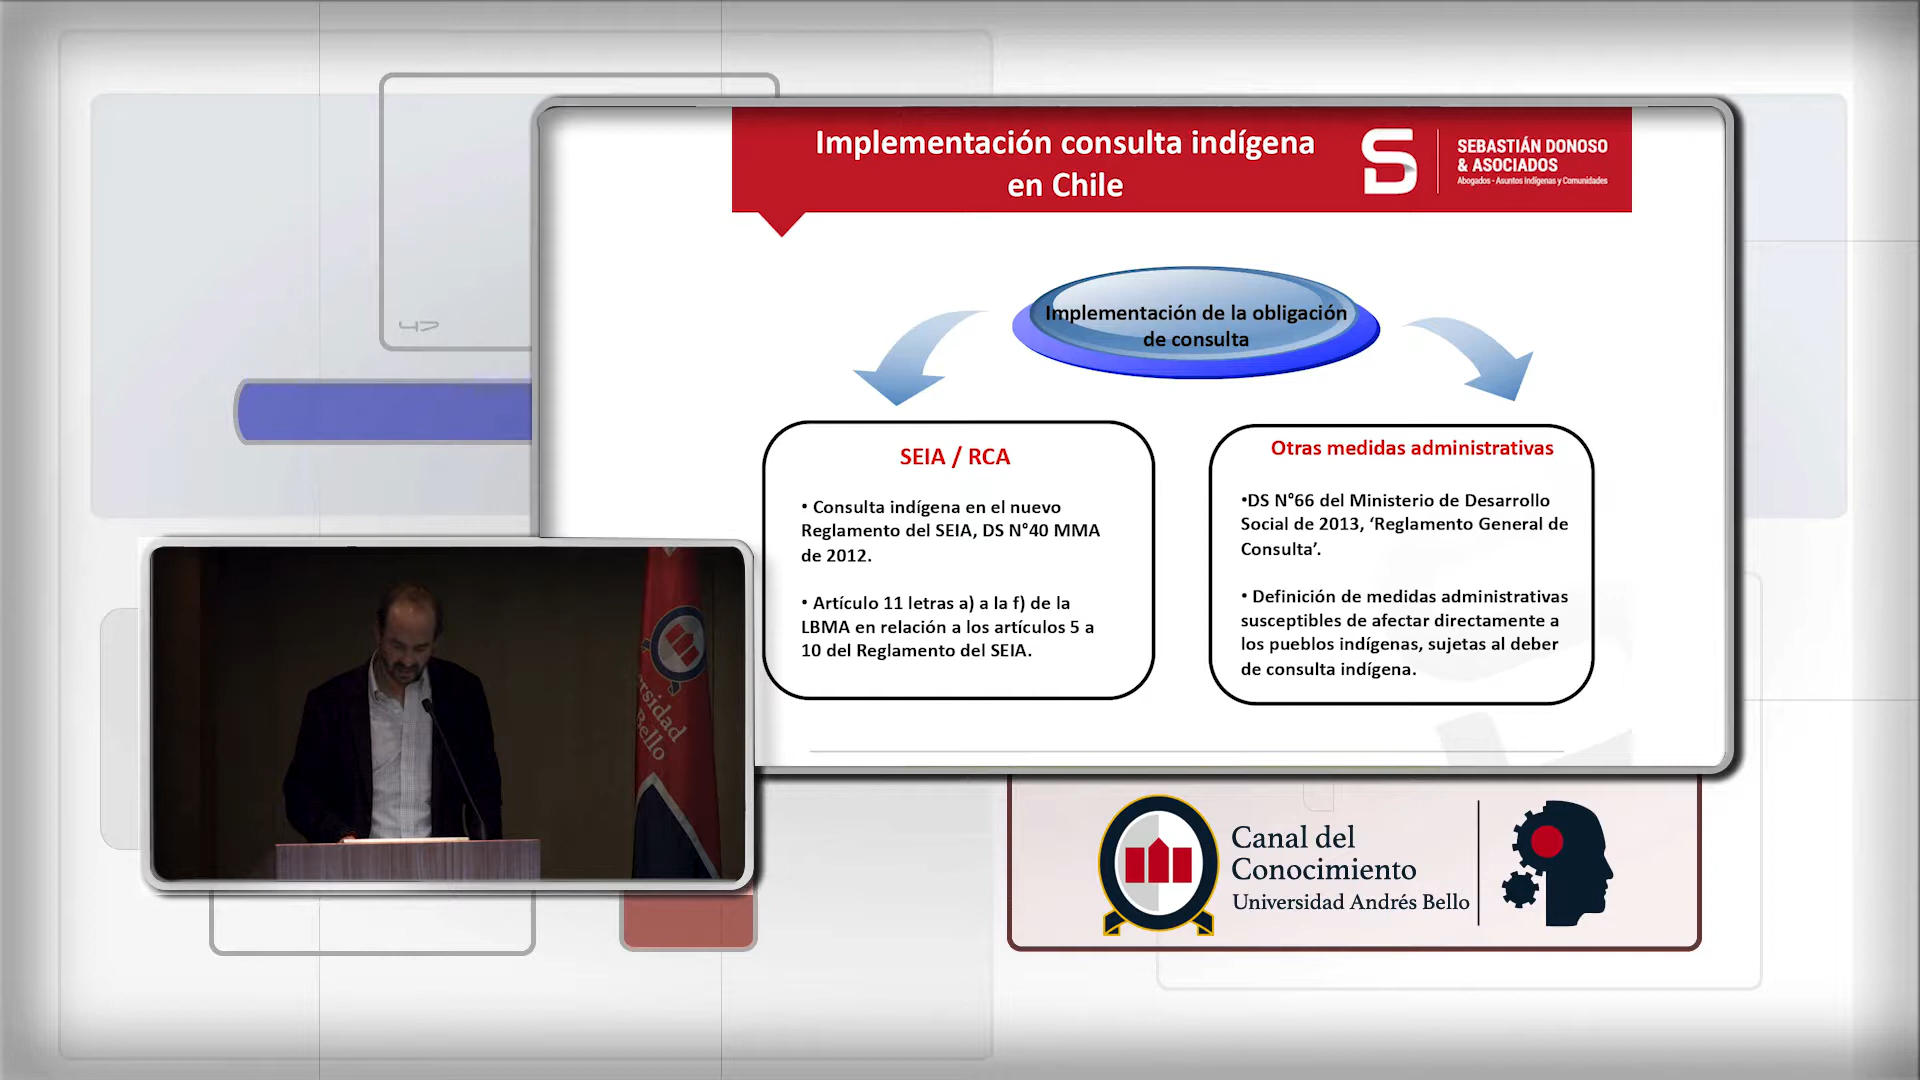 Implementación consulta indígena
en Chile
SEBASTIÁN DONOSO
& ASOCIADOS
Abogados - Asuntos Indígenas y Comunidades
Implementación de la obligación
de consulta
SEIA / RCA
• Consulta indígena en el nuevo
Reglamento del SEIA, DS N°40 MMA
de 2012.
• Artículo 11 letras a) a la f) de la
LBMA en relación a los artículos 5 a
10 del Reglamento del SEIA.
Otras medidas administrativas
•DS N°66 del Ministerio de Desarrollo
Social de 2013, ‘Reglamento General de
Consulta’.
• Definición de medidas administrativas
susceptibles de afectar directamente a
los pueblos indígenas, sujetas al deber
de consulta indígena.
47
rsidad
Bello
Canal del
Conocimiento
Universidad Andrés Bello